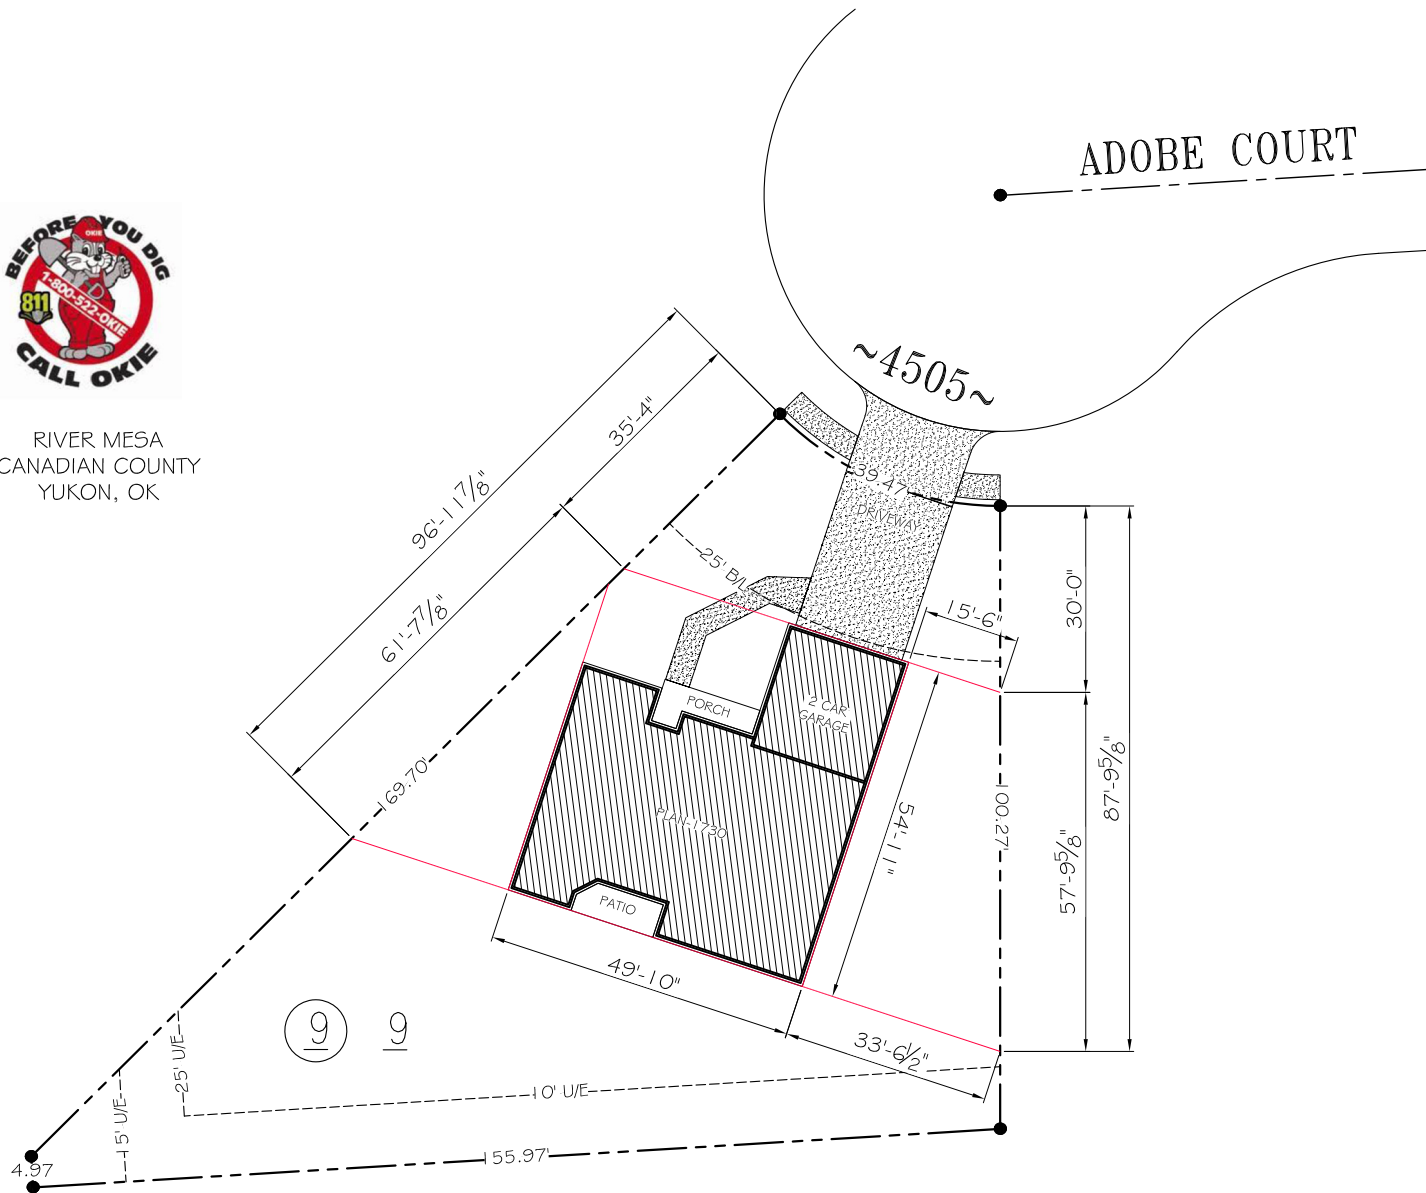 ADOBE COURT
BEFORE YOU DIG
OKIE
811
1-800-522-OKIE
CALL OKIE
RIVER MESA
CANADIAN COUNTY
YUKON, OK
~4505~
35'-4"
96'-11 7/8"
61'-7 7/8"
39.47'
DRIVEWAY
25' B/L
15'-6"
30'-0"
PORCH
2 CAR
GARAGE
169.70'
PLAN-1730
54'-11"
100.27'
87'-9 5/8"
57'-9 5/8"
PATIO
49'-10"
33'-6 1/2"
9 9
25' U/E
10' U/E
15' U/E
155.97'
4.97